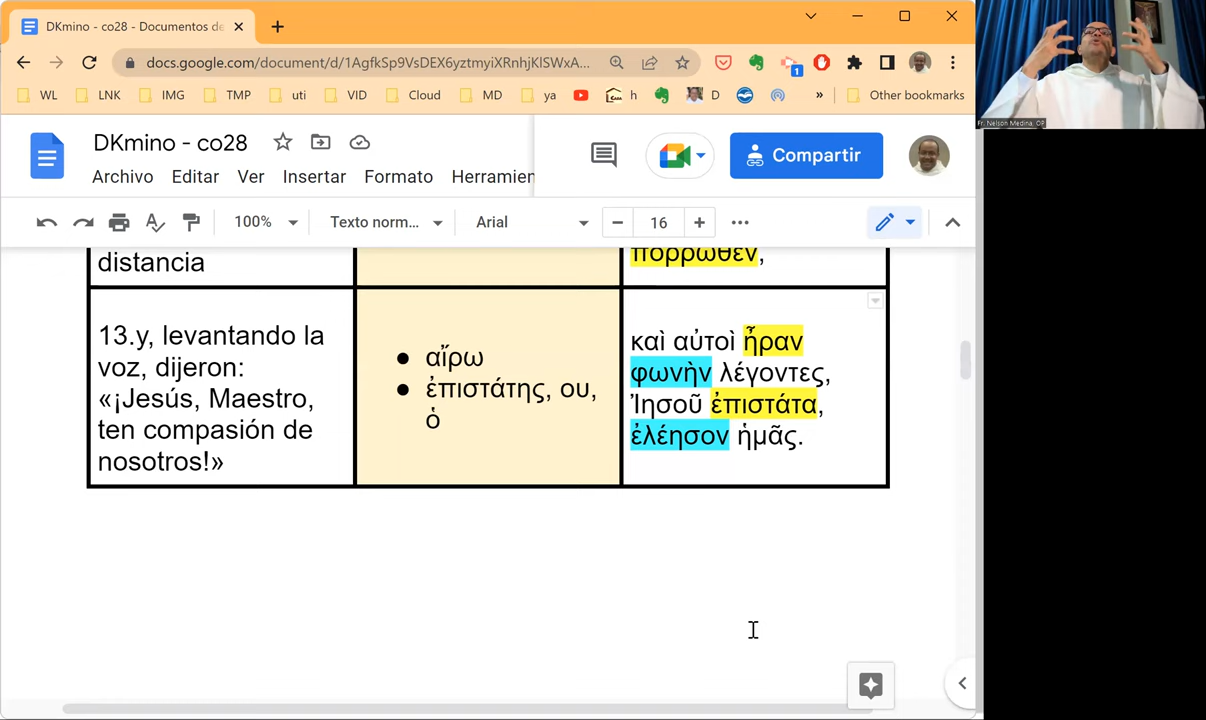 DKmino - co28 - Documentos de
docs.google.com/document/d/1AgfkSp9VsDEX6yztmyiXRnhjKlSWxA...
WL LNK IMG TMP uti VID Cloud MD ya h D » Other bookmarks
1
Fr. Nelson Medina, OP
DKmino - co28
Archivo Editar Ver Insertar Formato Herramien
Compartir
100% Texto norm... Arial 16
distancia
πόρρωθεν,
13.y, levantando la
voz, dijeron:
«¡Jesús, Maestro,
ten compasión de
nosotros!»
● αἴρω
● ἐπιστάτης, ου,
ὁ
καὶ αὐτοὶ ἦραν
φωνὴν λέγοντες,
Ἰησοῦ ἐπιστάτα,
ἐλέησον ἡμᾶς.